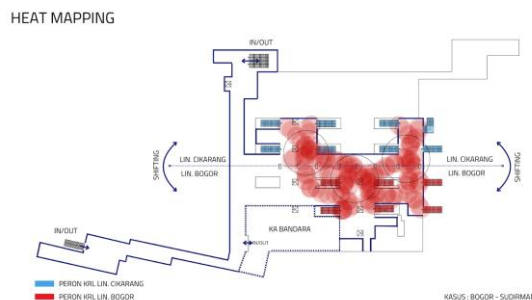 HEAT MAPPING
IN/OUT
SHIFTING
LIN. CIKARANG
LIN. BOGOR
LIN. CIKARANG
LIN. BOGOR
SHIFTING
KA BANDARA
IN/OUT
IN/OUT
PERON KRL LIN. CIKARANG
PERON KRL LIN. BOGOR
KASUS : BOGOR - SUDIRMAN